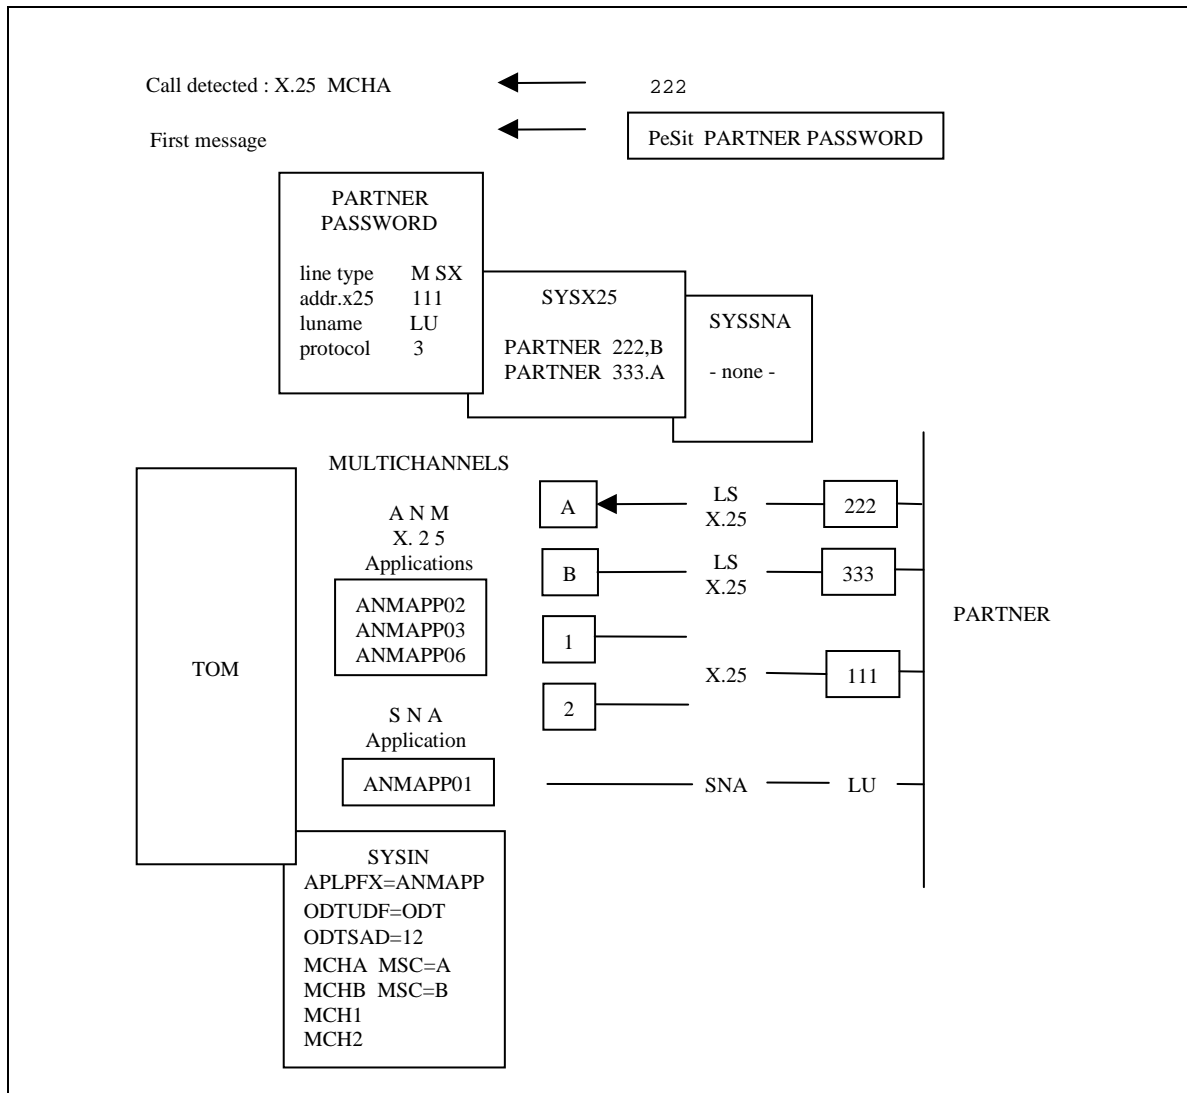 Call detected : X.25 MCHA
222
First message
PeSit PARTNER PASSWORD
PARTNER
PASSWORD
line type M SX
addr.x25 111
luname LU
protocol 3
SYSX25
PARTNER 222,B
PARTNER 333.A
SYSSNA
- none -
MULTICHANNELS
A N M
X. 2 5
Applications
ANMAPP02
ANMAPP03
ANMAPP06
S N A
Application
ANMAPP01
TOM
A
LS
X.25
222
B
LS
X.25
333
1
X.25
111
2
SNA
LU
PARTNER
SYSIN
APLPFX=ANMAPP
ODTUDF=ODT
ODTSAD=12
MCHA MSC=A
MCHB MSC=B
MCH1
MCH2